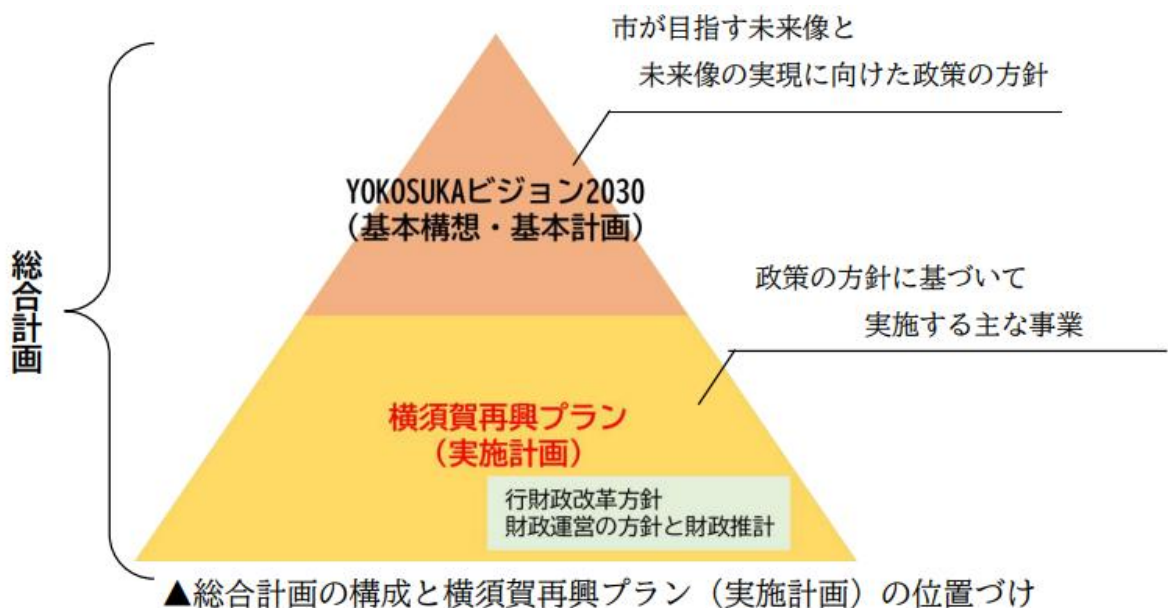 市が目指す未来像と
未来像の実現に向けた政策の方針
YOKOSUKAビジョン2030
（基本構想・基本計画）
総合計画
政策の方針に基づいて
実施する主な事業
横須賀再興プラン
（実施計画）
行財政改革方針
財政運営の方針と財政推計
▲総合計画の構成と横須賀再興プラン（実施計画）の位置づけ